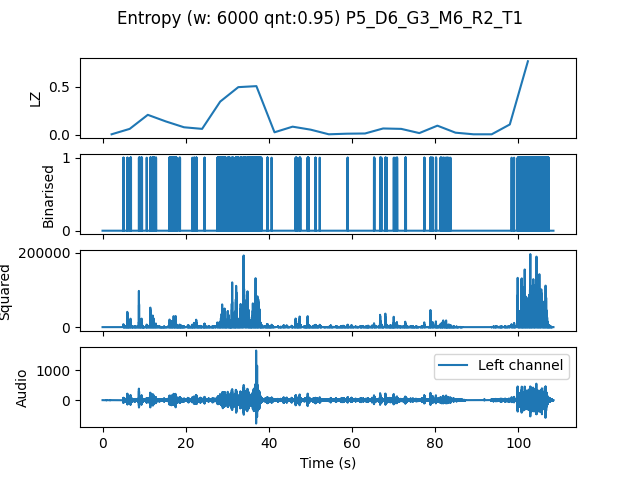 Entropy (w: 6000 qnt:0.95) P5_D6_G3_M6_R2_T1
LZ
0.5
0.0
Binarised
1
0
Squared
200000
0
Audio
1000
0
Left channel
0 20 40 60 80 100
Time (s)